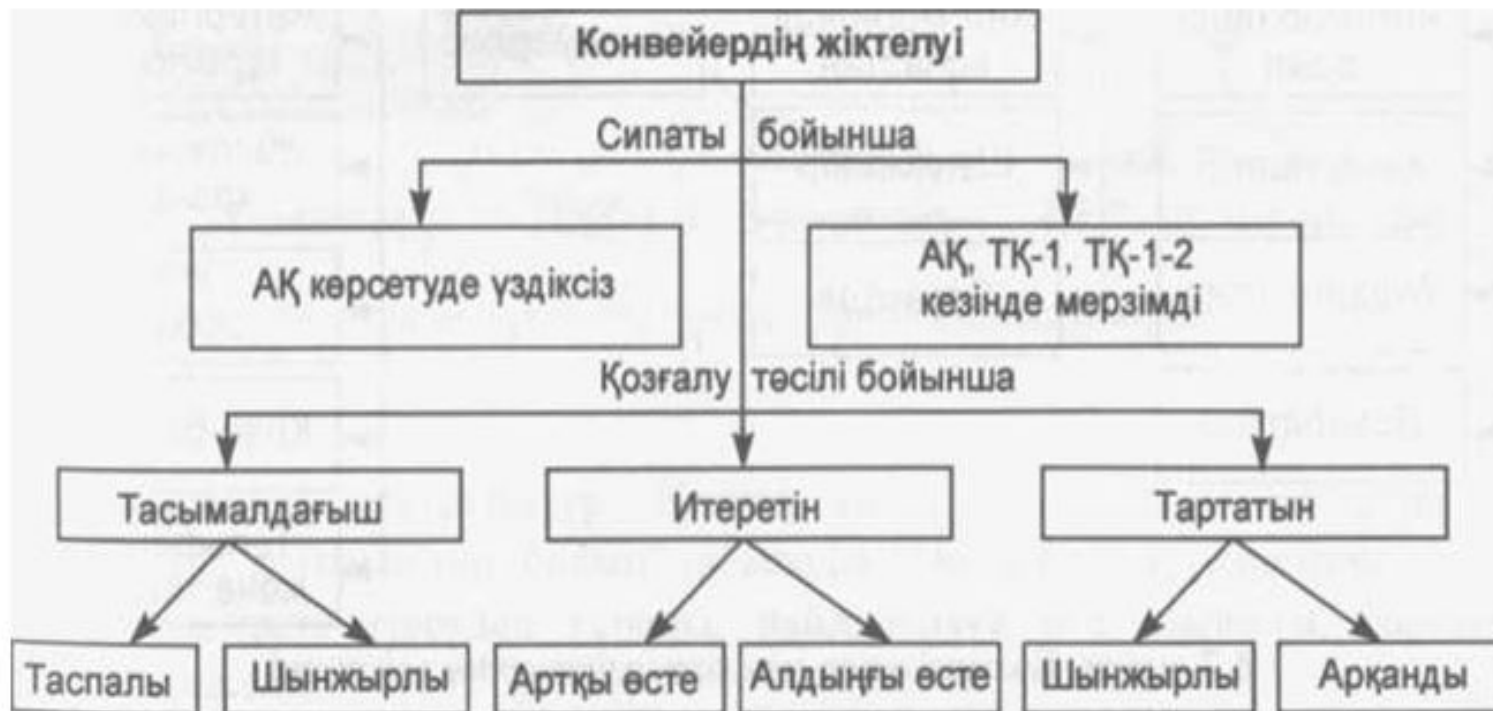 Конвейердің жіктелуі
Сипаты бойынша
АҚ көрсетуде үздіксіз
АҚ, ТҚ-1, ТҚ-1-2
кезінде мерзімді
Қозғалу тәсілі бойынша
Тасымалдағыш
Итеретін
Тартатын
Таспалы
Шынжырлы
Артқы өсте
Алдыңғы өсте
Шынжырлы
Арқанды